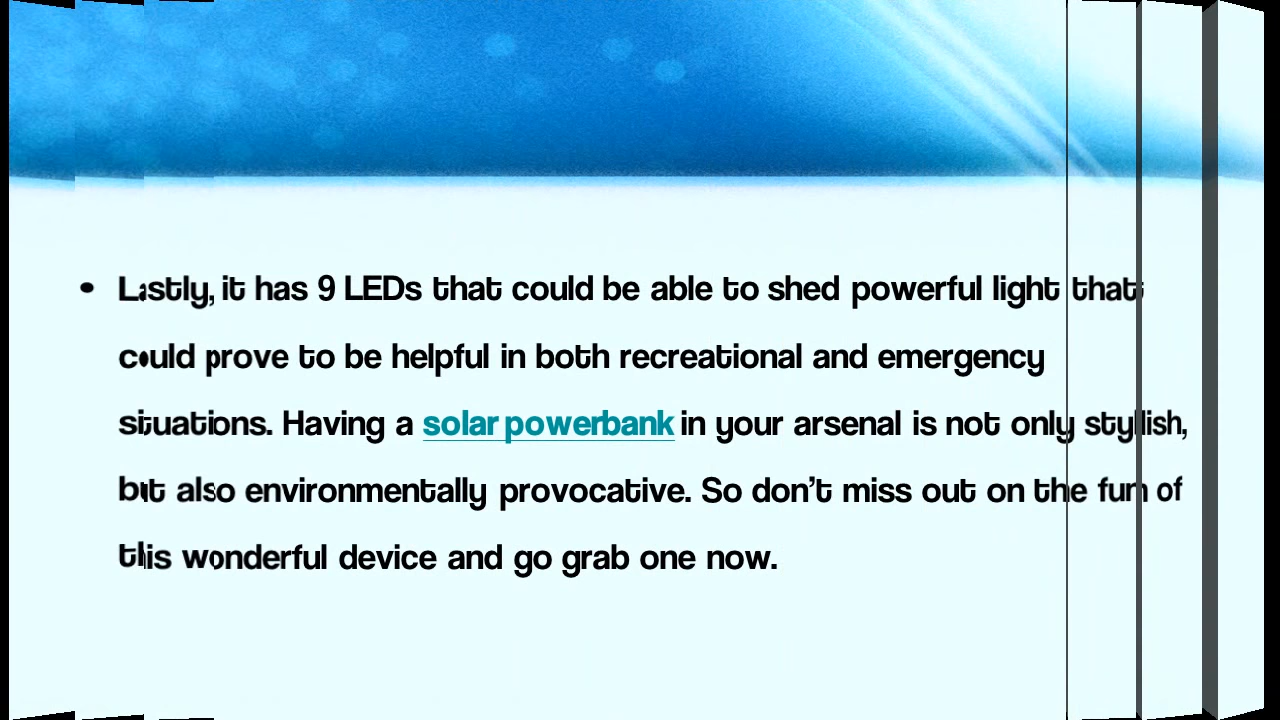 • Lastly, it has 9 LEDs that could be able to shed powerful light that
could prove to be helpful in both recreational and emergency
situations. Having a solar powerbank in your arsenal is not only stylish,
but also environmentally provocative. So don't miss out on the fun of
this wonderful device and go grab one now.